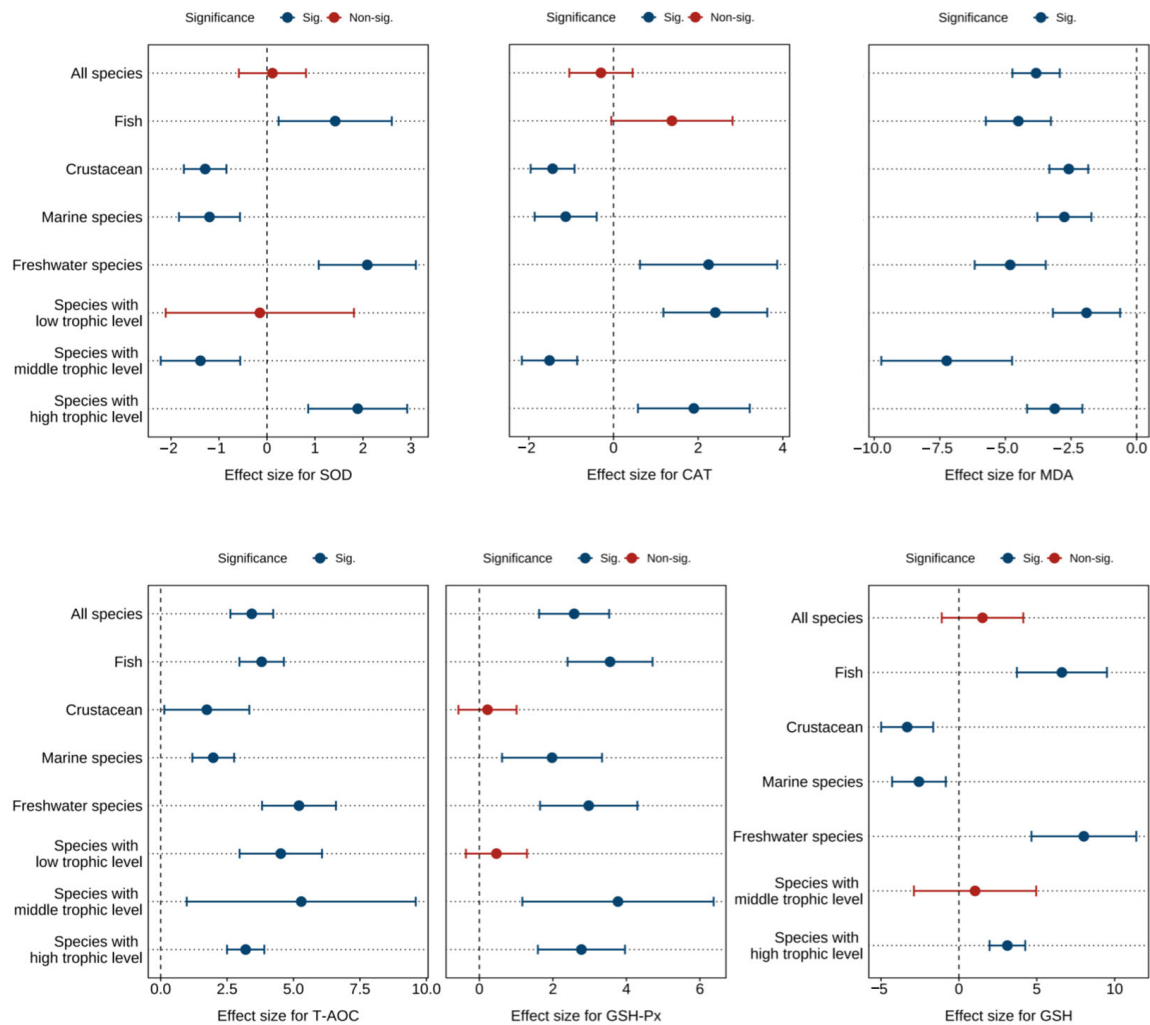 Significance Sig. Non-sig.
Significance Sig. Non-sig.
Significance Sig.
All species
Fish
Crustacean
Marine species
Freshwater species
Species with
low trophic level
Species with
middle trophic level
Species with
high trophic level
−2 −1 0 1 2 3
Effect size for SOD
−2 0 2 4
Effect size for CAT
−10.0 −7.5 −5.0 −2.5 0.0
Effect size for MDA
Significance Sig.
Significance Sig. Non-sig.
Significance Sig. Non-sig.
All species
Fish
Crustacean
Marine species
Freshwater species
Species with
low trophic level
Species with
middle trophic level
Species with
high trophic level
0.0 2.5 5.0 7.5 10.0
Effect size for T-AOC
0 2 4 6
Effect size for GSH-Px
All species
Fish
Crustacean
Marine species
Freshwater species
Species with
middle trophic level
Species with
high trophic level
−5 0 5 10
Effect size for GSH